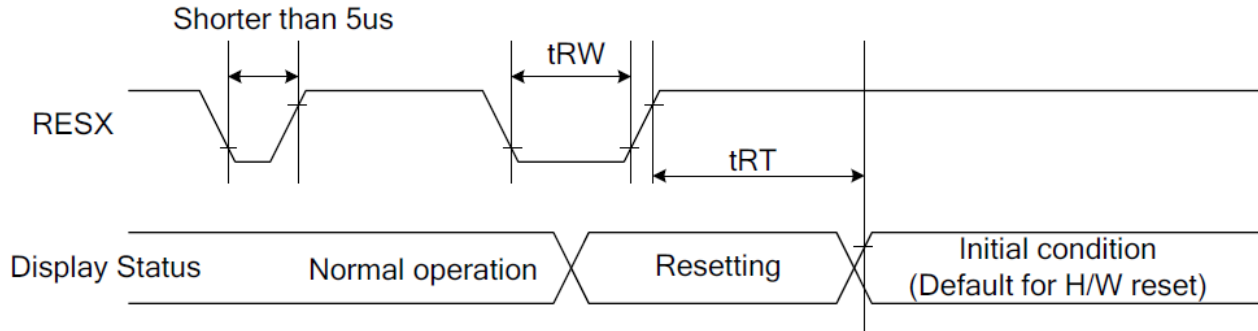 Shorter than 5us
tRW
RESX
tRT
Display Status
Normal operation
Resetting
Initial condition
(Default for H/W reset)